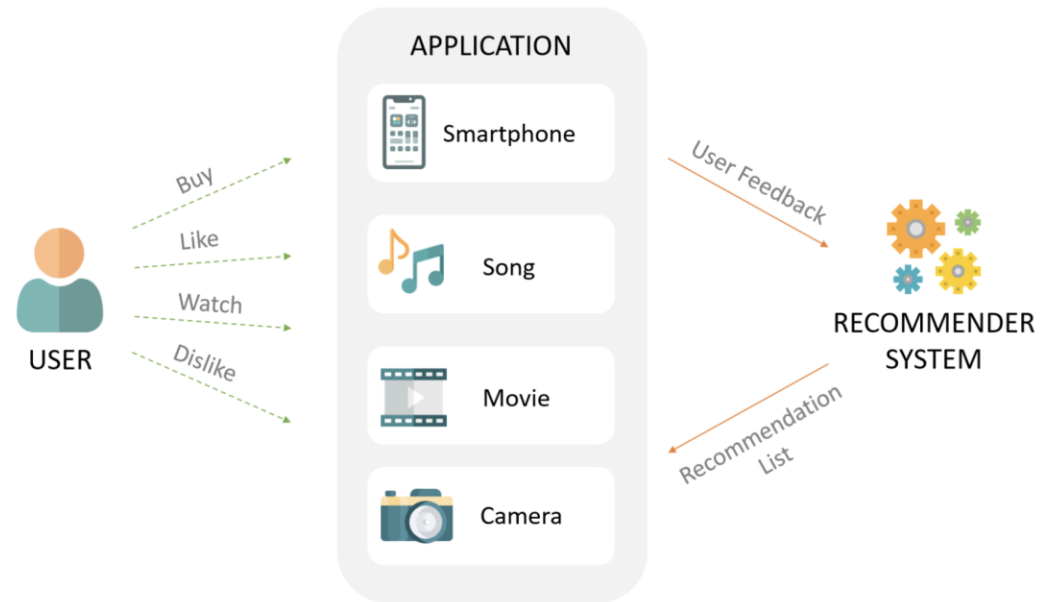 APPLICATION
Smartphone
Song
Movie
Camera
Buy
Like
Watch
Dislike
USER
User Feedback
RECOMMENDER
SYSTEM
Recommendation
List